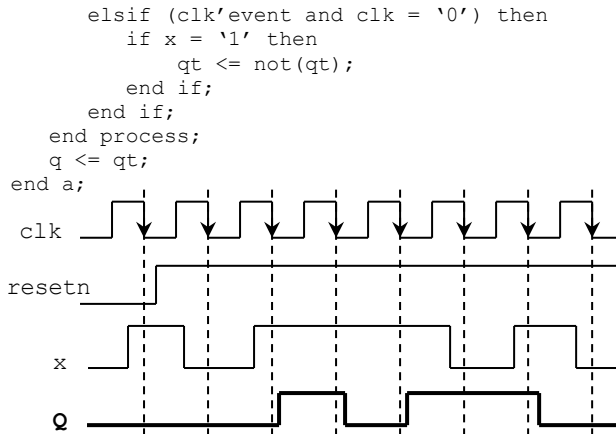 elsif (clk’event and clk = ‘0’) then
if x = ‘1’ then
qt <= not(qt);
end if;
end if;
end process;
q <= qt;
end a;
clk
resetn
x
Q